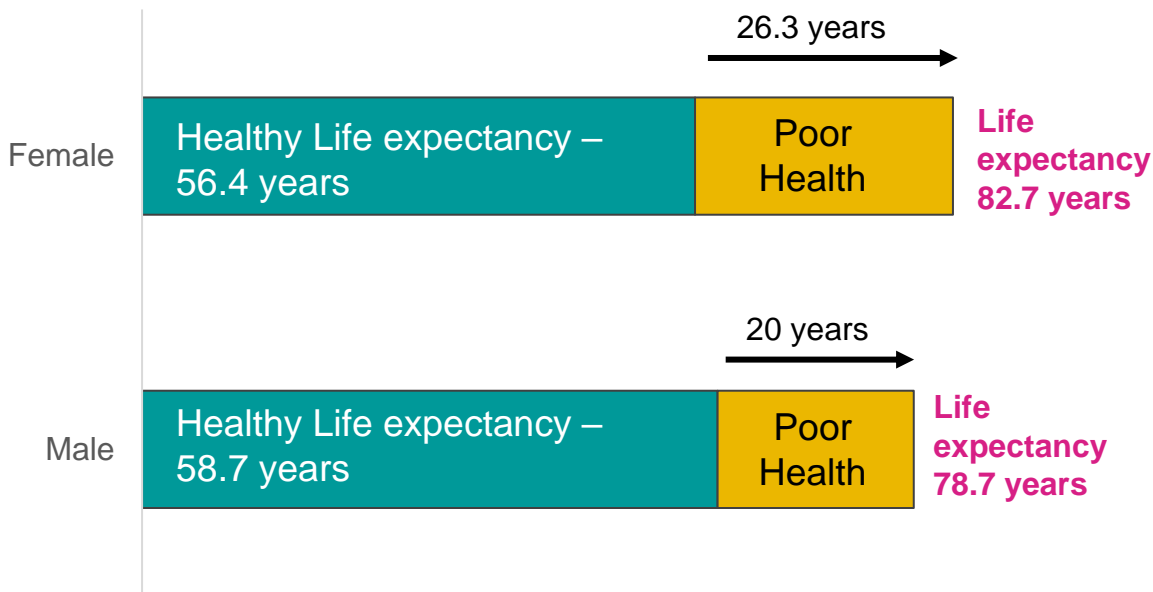 26.3 years
Female
Healthy Life expectancy –
56.4 years
Poor
Health
Life
expectancy
82.7 years
20 years
Male
Healthy Life expectancy –
58.7 years
Poor
Health
Life
expectancy
78.7 years